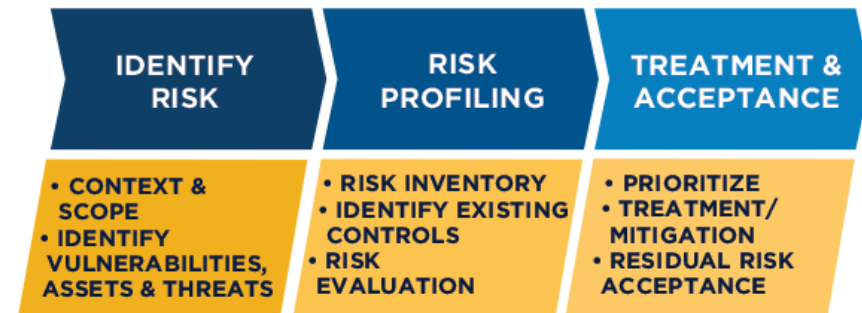 IDENTIFY
RISK
RISK
PROFILING
TREATMENT &
ACCEPTANCE
• CONTEXT &
SCOPE
• IDENTIFY
VULNERABILITIES,
ASSETS & THREATS
• RISK INVENTORY
• IDENTIFY EXISTING
CONTROLS
• RISK
EVALUATION
• PRIORITIZE
• TREATMENT/
MITIGATION
• RESIDUAL RISK
ACCEPTANCE